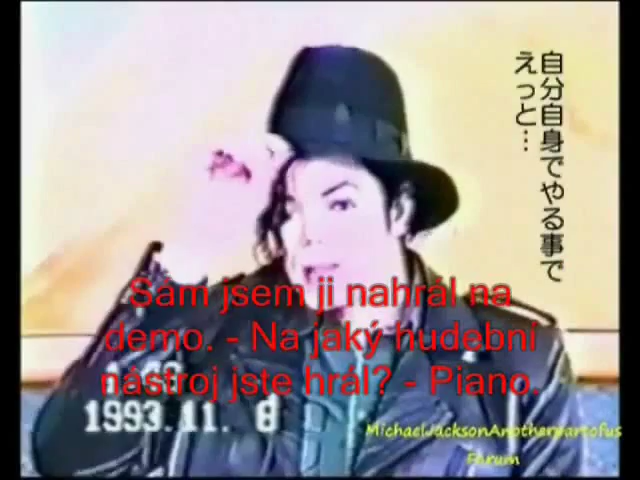 自分自身でやる事で
えっと…
Sám jsem ji nahrál na
demo. - Na jaký hudební
nástroj jste hrál? - Piano.
1993.11. 8
MichaelJacksonAnotherpartofus
Forum